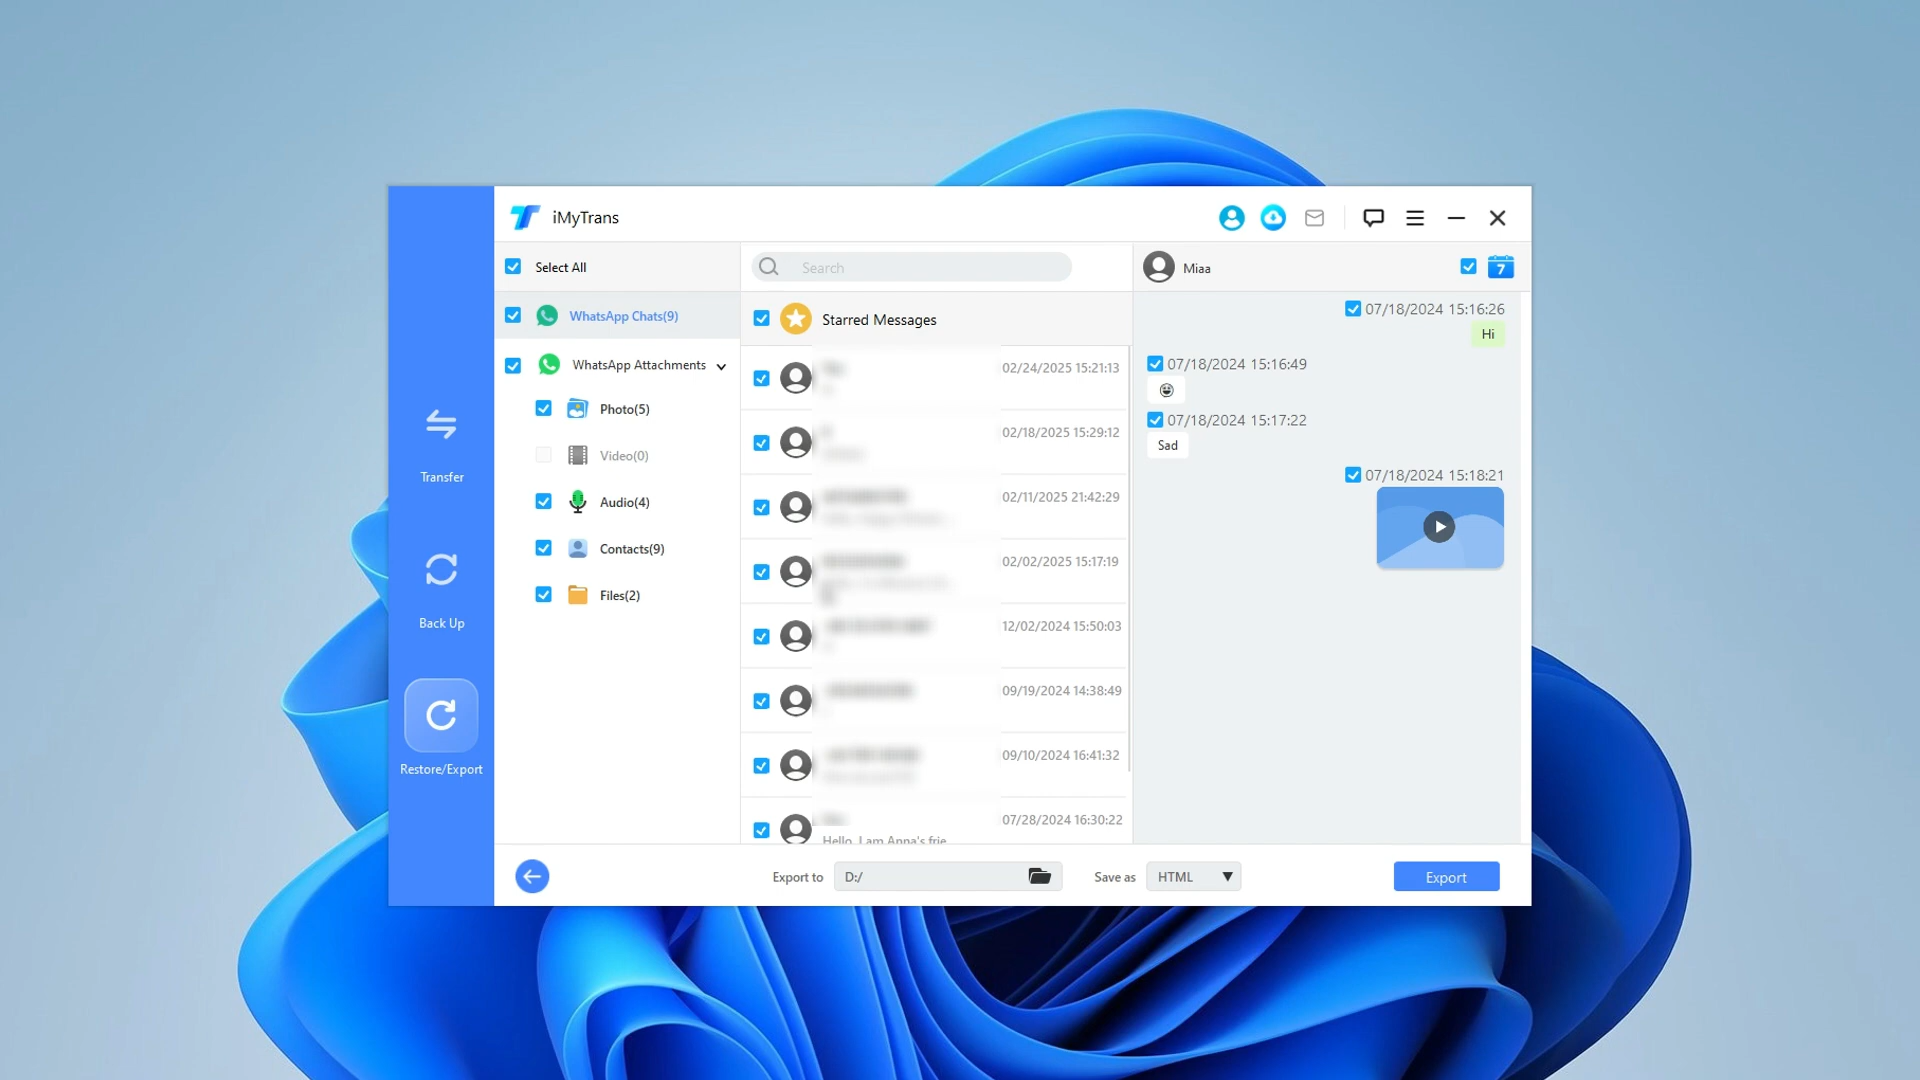 iMyTrans
Select All
Search
Miaa
7
WhatsApp Chats(9)
Starred Messages
WhatsApp Attachments
Photo(5)
Video(0)
Audio(4)
Contacts(9)
Files(2)
Transfer
Back Up
Restore/Export
02/24/2025 15:21:13
02/18/2025 15:29:12
02/11/2025 21:42:29
02/02/2025 15:17:19
12/02/2024 15:50:03
09/19/2024 14:38:49
09/10/2024 16:41:32
07/28/2024 16:30:22
Hello, I am Anna's frie
07/18/2024 15:16:26
Hi
07/18/2024 15:16:49
07/18/2024 15:17:22
Sad
07/18/2024 15:18:21
Export to D:/
Save as HTML
Export